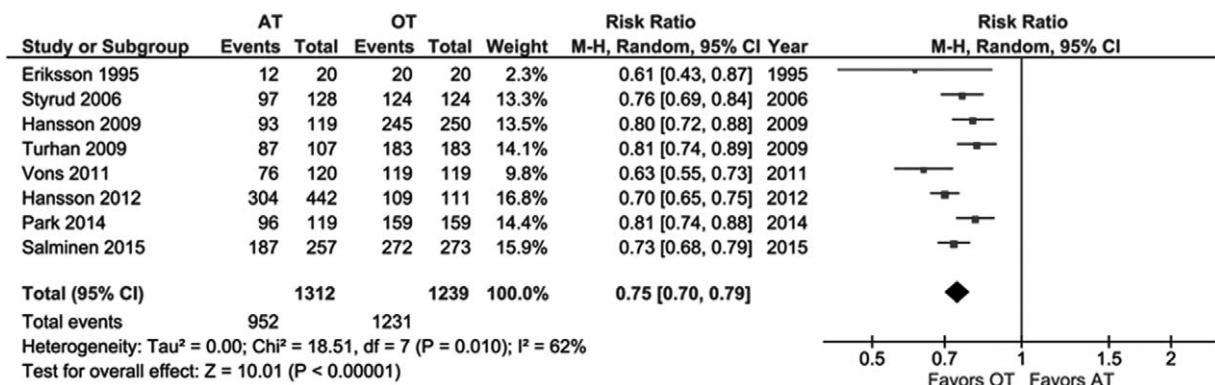 AT OT Risk Ratio Risk Ratio
Study or Subgroup Events Total Events Total Weight M-H, Random, 95% CI Year M-H, Random, 95% CI
Eriksson 1995 12 20 20 20 2.3% 0.61 [0.43, 0.87] 1995
Styrud 2006 97 128 124 124 13.3% 0.76 [0.69, 0.84] 2006
Hansson 2009 93 119 245 250 13.5% 0.80 [0.72, 0.88] 2009
Turhan 2009 87 107 183 183 14.1% 0.81 [0.74, 0.89] 2009
Vons 2011 76 120 119 119 9.8% 0.63 [0.55, 0.73] 2011
Hansson 2012 304 442 109 111 16.8% 0.70 [0.65, 0.75] 2012
Park 2014 96 119 159 159 14.4% 0.81 [0.74, 0.88] 2014
Salminen 2015 187 257 272 273 15.9% 0.73 [0.68, 0.79] 2015
Total (95% CI) 1312 1239 100.0% 0.75 [0.70, 0.79]
Total events 952 1231
Heterogeneity: Tau² = 0.00; Chi² = 18.51, df = 7 (P = 0.010); I² = 62%
Test for overall effect: Z = 10.01 (P < 0.00001)
0.5 0.7 1 1.5 2
Favors OT Favors AT